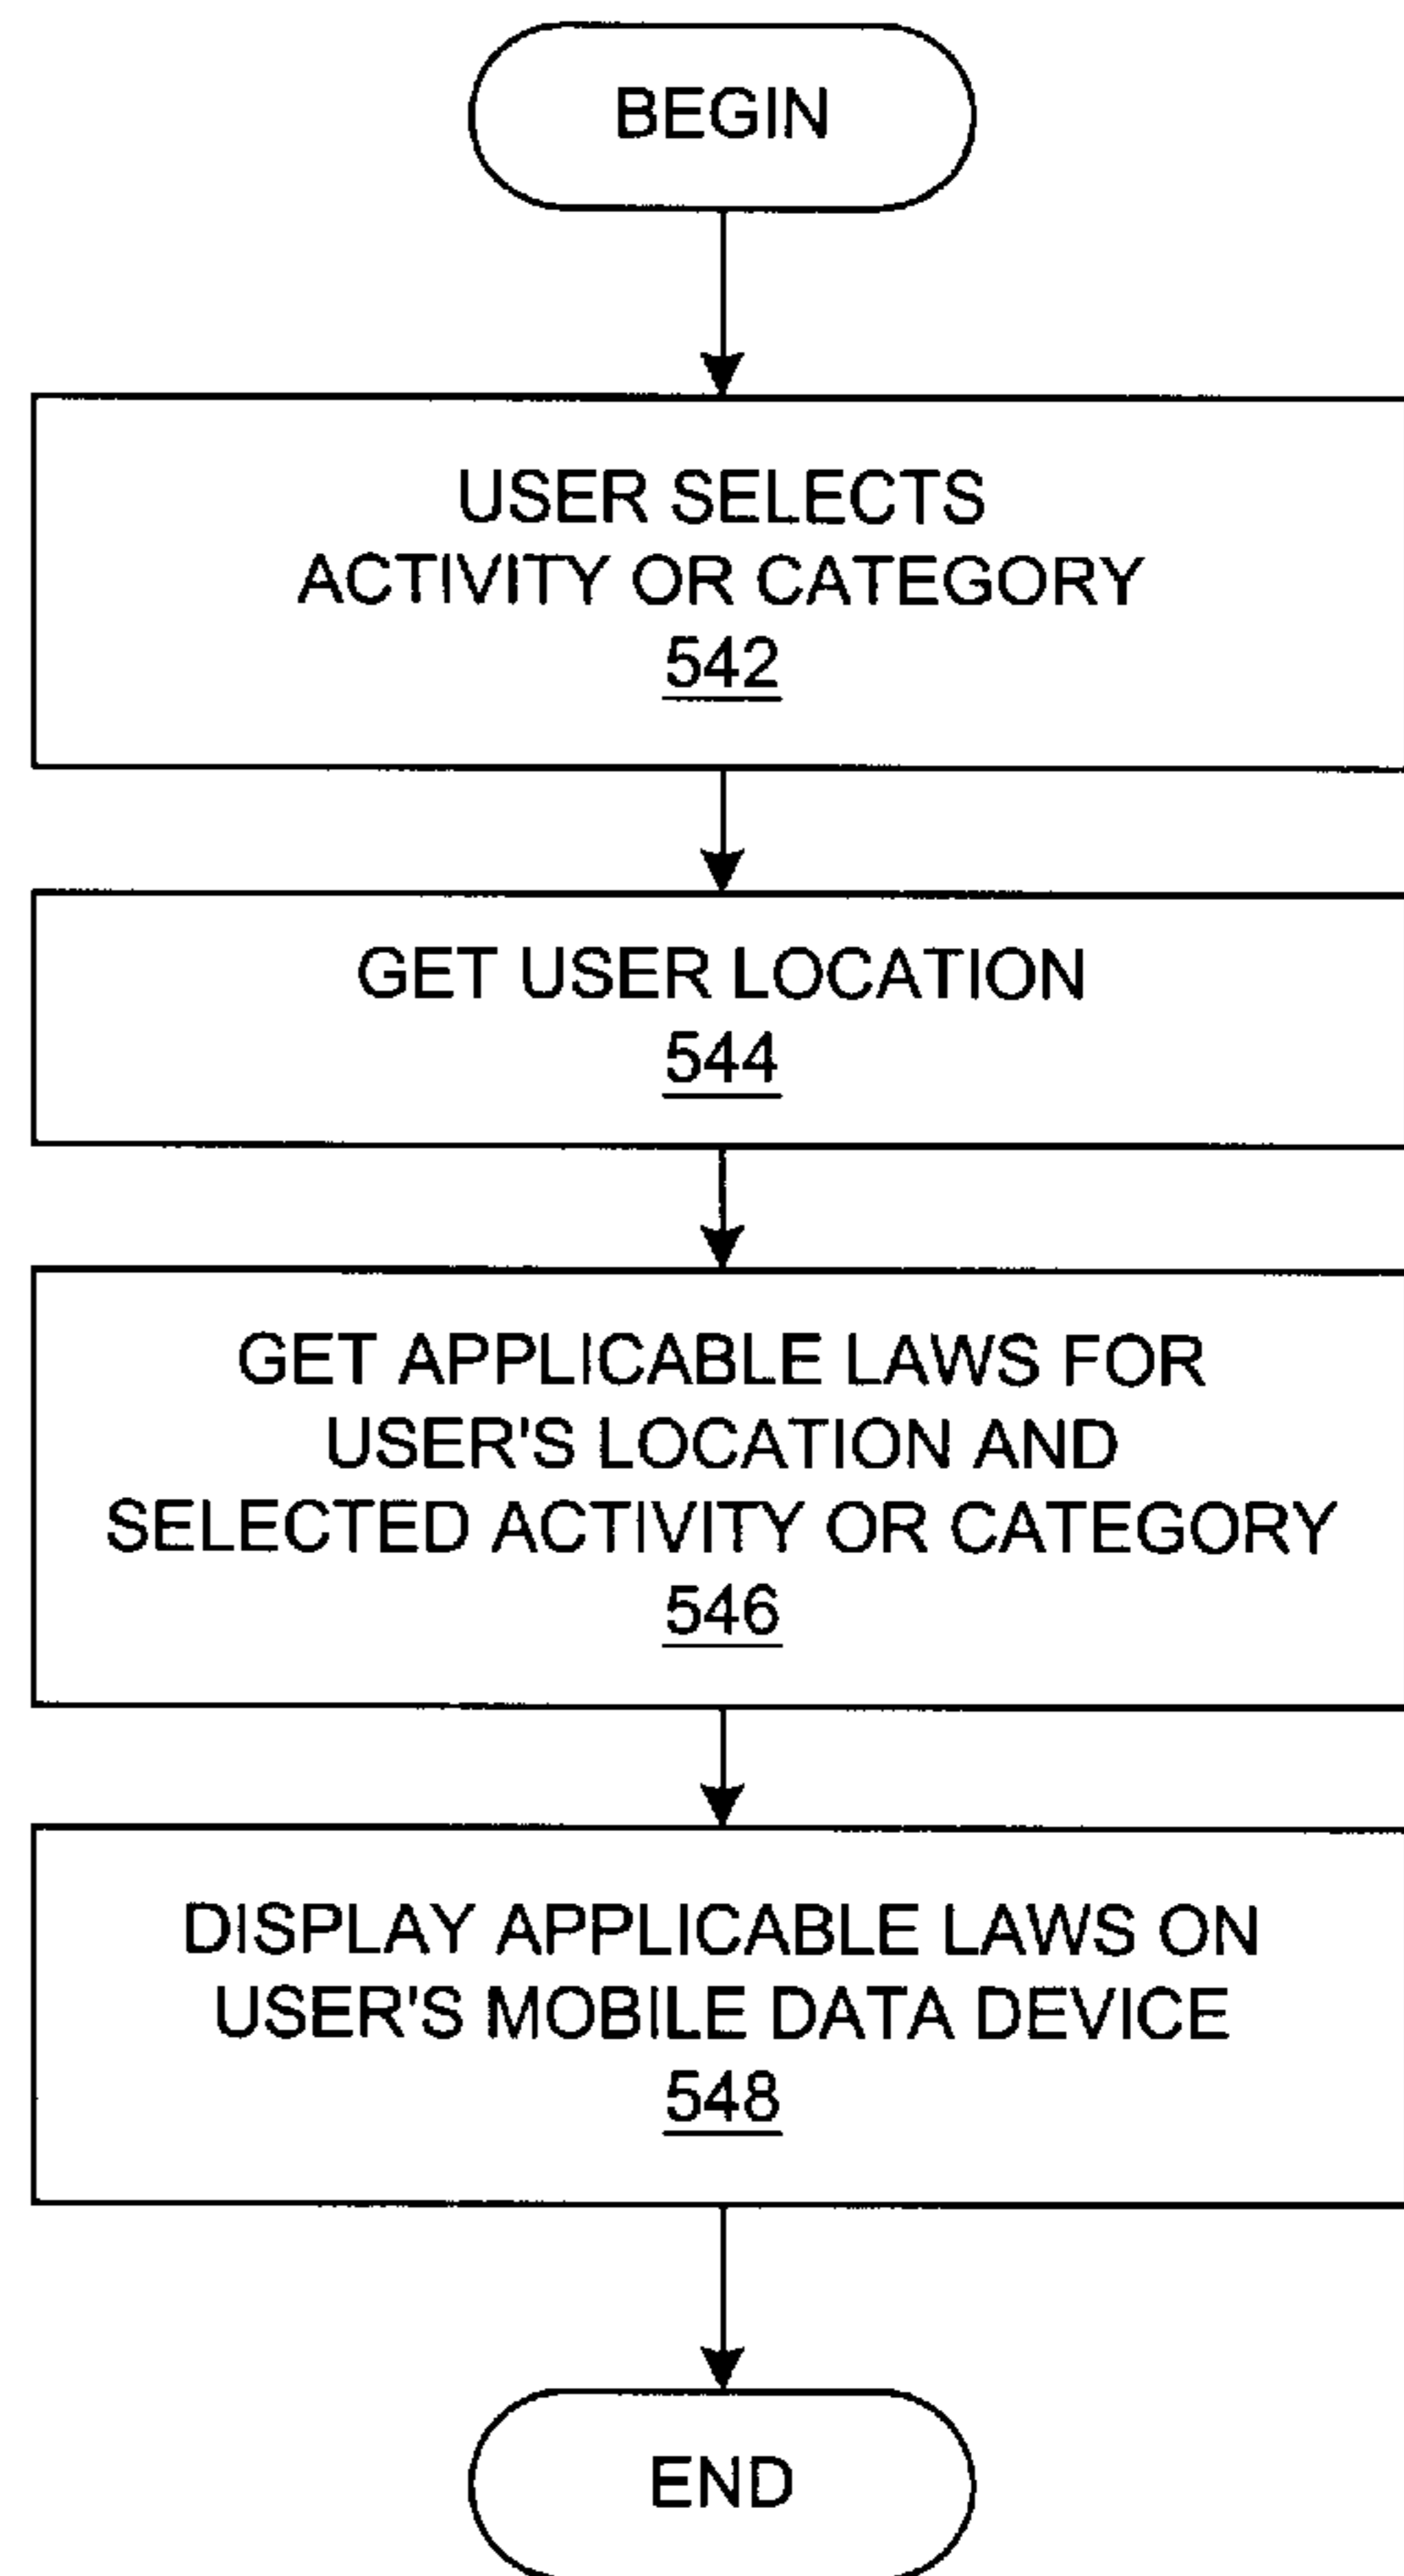 BEGIN
USER SELECTS
ACTIVITY OR CATEGORY
542
GET USER LOCATION
544
GET APPLICABLE LAWS FOR
USER'S LOCATION AND
SELECTED ACTIVITY OR CATEGORY
546
DISPLAY APPLICABLE LAWS ON
USER'S MOBILE DATA DEVICE
548
END